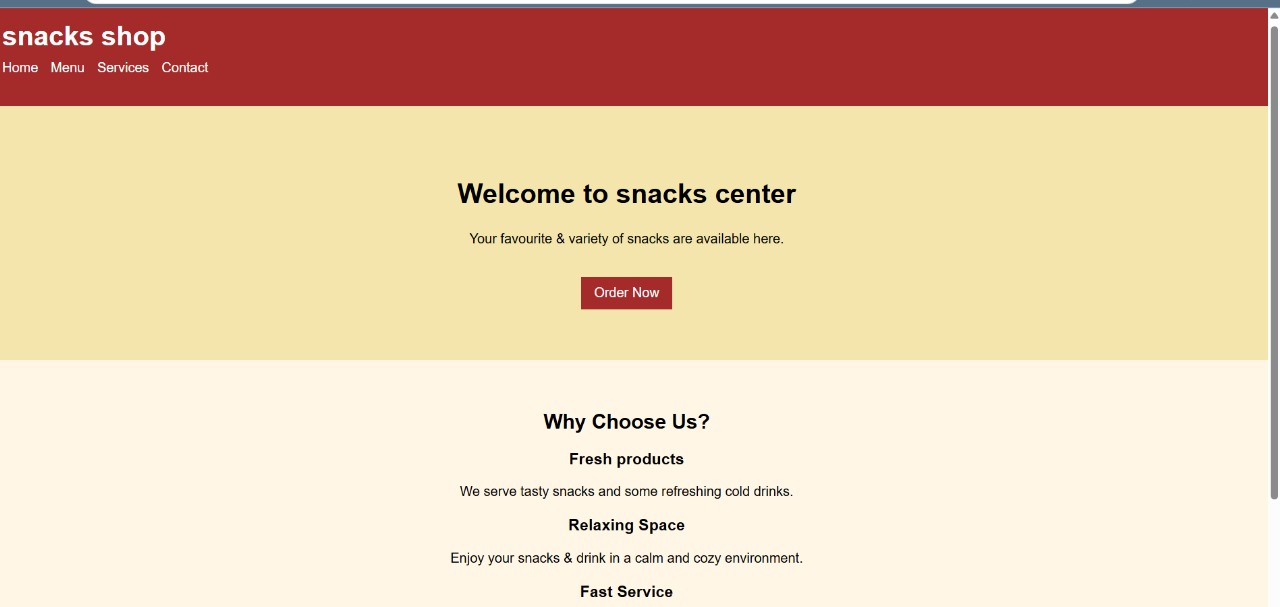 snacks shop
Home Menu Services Contact
Welcome to snacks center
Your favourite & variety of snacks are available here.
Order Now
Why Choose Us?
Fresh products
We serve tasty snacks and some refreshing cold drinks.
Relaxing Space
Enjoy your snacks & drink in a calm and cozy environment.
Fast Service